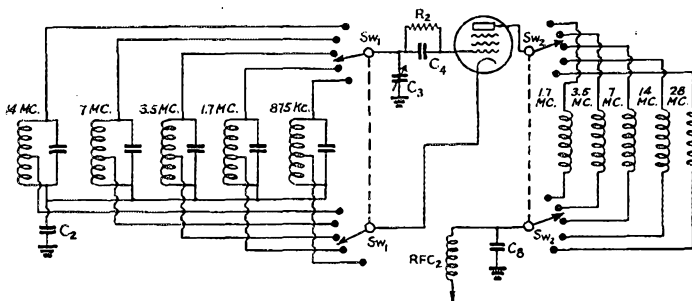 R2
Sw1
Sw2
C4
C3
14 MC.
7 MC.
3.5 MC.
1.7 MC.
875 KC.
1.7 MC.
3.5 MC.
7 MC.
14 MC.
28 MC.
C2
Sw1
Sw2
RFC2
C8